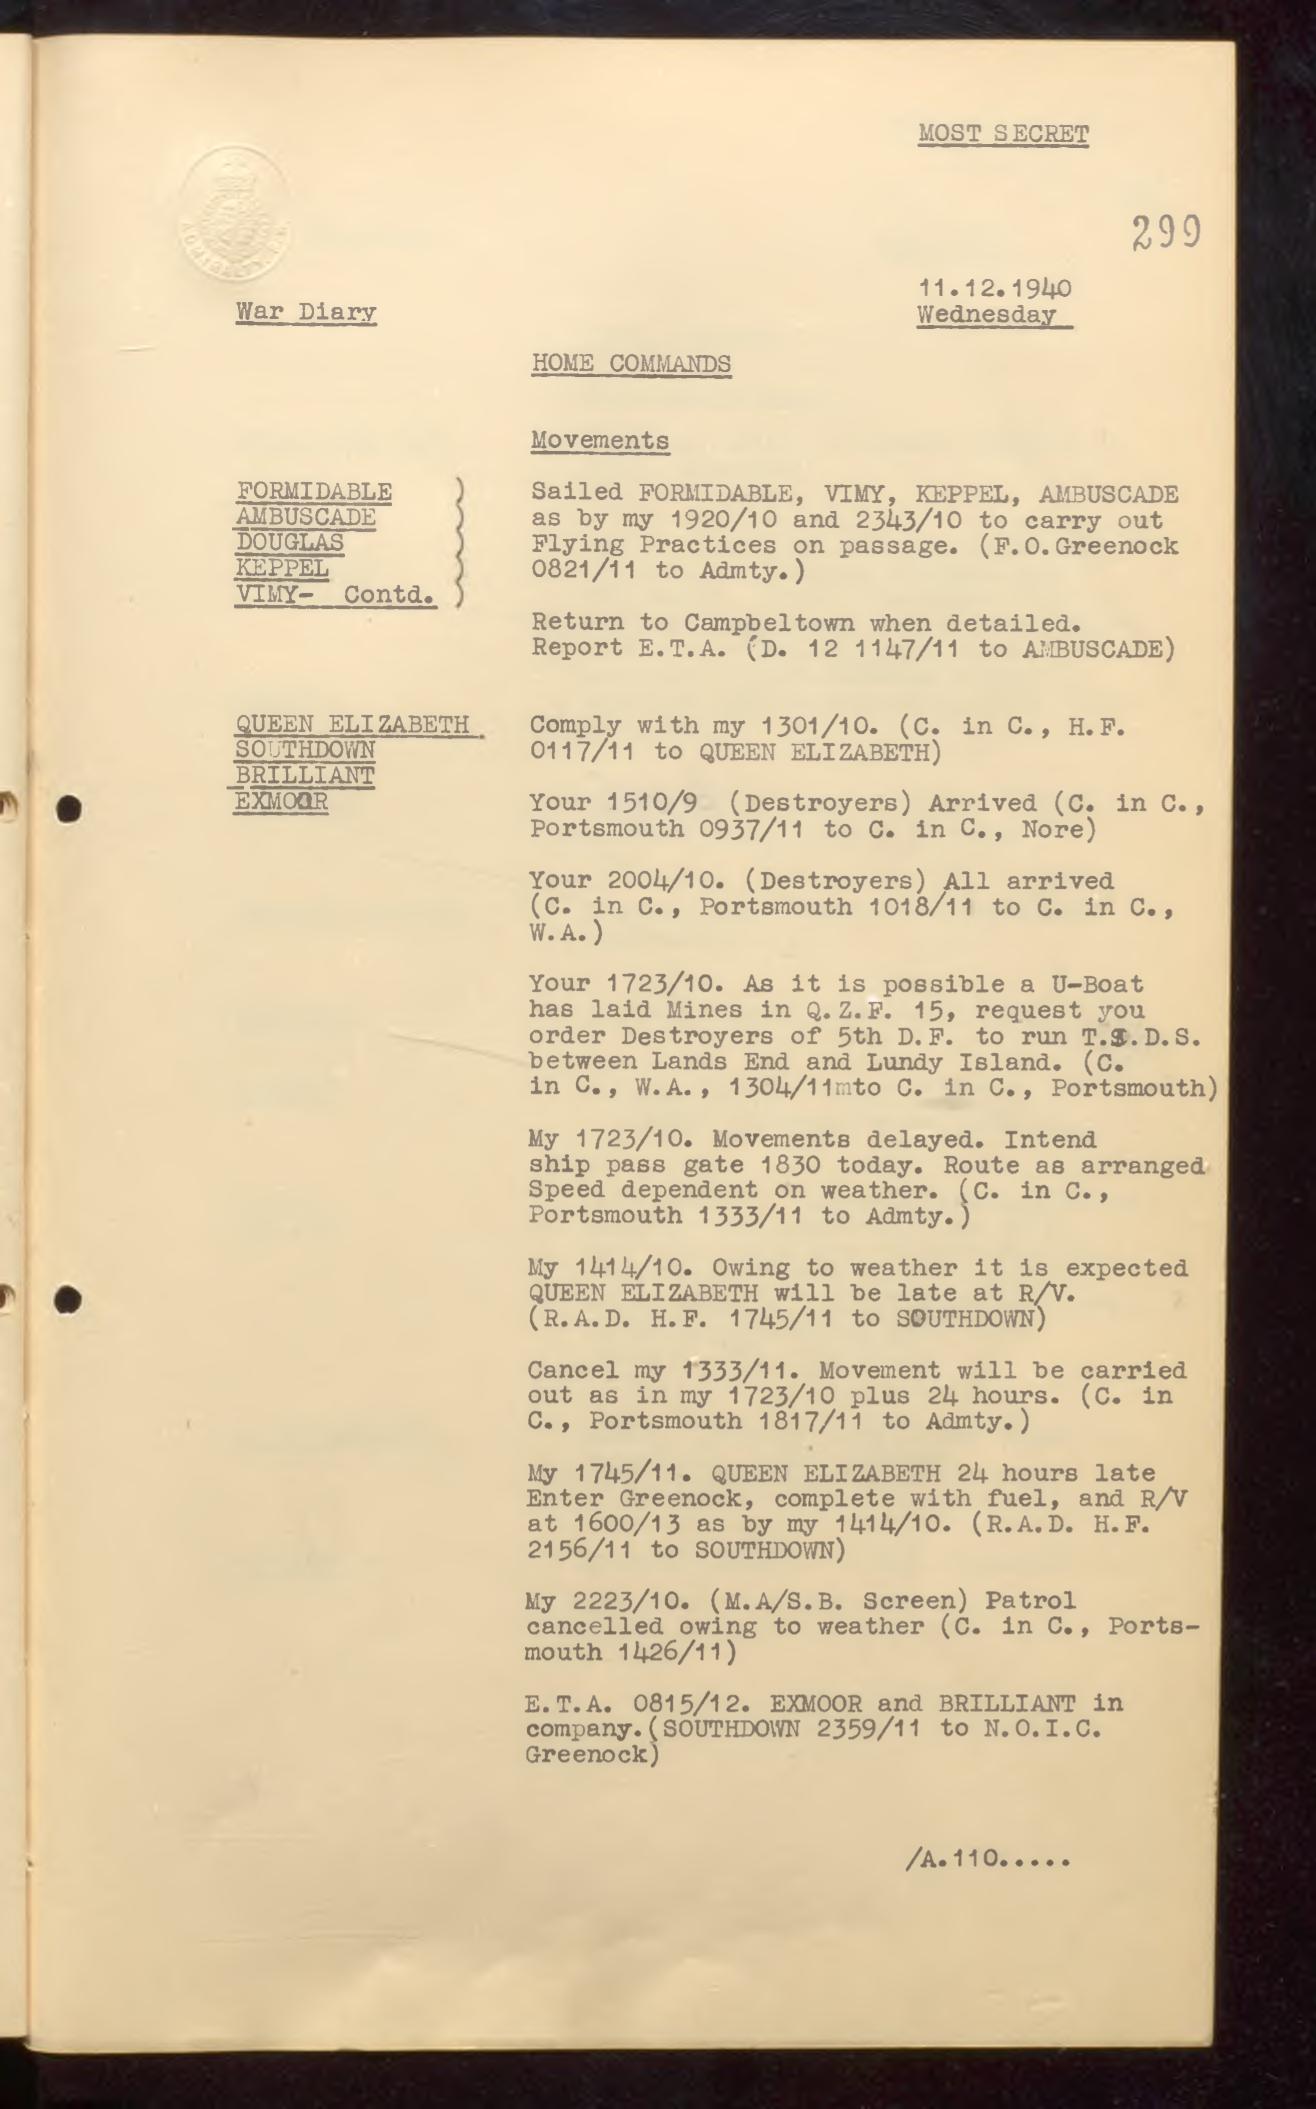 MOST SECRET
299
11.12.1940
War Diary
Wednesday
HOME COMMANDS
Movements
FORMIDABLE )
AMBUSCADE )
DOUGLAS )
KEPPEL )
VIMY- Contd. )
Sailed FORMIDABLE, VIMY, KEPPEL, AMBUSCADE
as by my 1920/10 and 2343/10 to carry out
Flying Practices on passage. (F.O.Greenock
0821/11 to Admty.)
Return to Campbeltown when detailed.
Report E.T.A. (D. 12 1147/11 to AMBUSCADE)
QUEEN ELIZABETH
SOUTHDOWN
BRILLIANT
EXMOOR
Comply with my 1301/10. (C. in C., H.F.
0117/11 to QUEEN ELIZABETH)
Your 1510/9 (Destroyers) Arrived (C. in C.,
Portsmouth 0937/11 to C. in C., Nore)
Your 2004/10. (Destroyers) All arrived
(C. in C., Portsmouth 1018/11 to C. in C.,
W.A.)
Your 1723/10. As it is possible a U-Boat
has laid Mines in Q.Z.F. 15, request you
order Destroyers of 5th D.F. to run T.S.D.S.
between Lands End and Lundy Island. (C.
in C., W.A., 1304/11mto C. in C., Portsmouth)
My 1723/10. Movements delayed. Intend
ship pass gate 1830 today. Route as arranged
Speed dependent on weather. (C. in C.,
Portsmouth 1333/11 to Admty.)
My 1414/10. Owing to weather it is expected
QUEEN ELIZABETH will be late at R/V.
(R.A.D. H.F. 1745/11 to SOUTHDOWN)
Cancel my 1333/11. Movement will be carried
out as in my 1723/10 plus 24 hours. (C. in
C., Portsmouth 1817/11 to Admty.)
My 1745/11. QUEEN ELIZABETH 24 hours late
Enter Greenock, complete with fuel, and R/V
at 1600/13 as by my 1414/10. (R.A.D. H.F.
2156/11 to SOUTHDOWN)
My 2223/10. (M.A/S.B. Screen) Patrol
cancelled owing to weather (C. in C., Ports-
mouth 1426/11)
E.T.A. 0815/12. EXMOOR and BRILLIANT in
company.(SOUTHDOWN 2359/11 to N.O.I.C.
Greenock)
/A.110.....